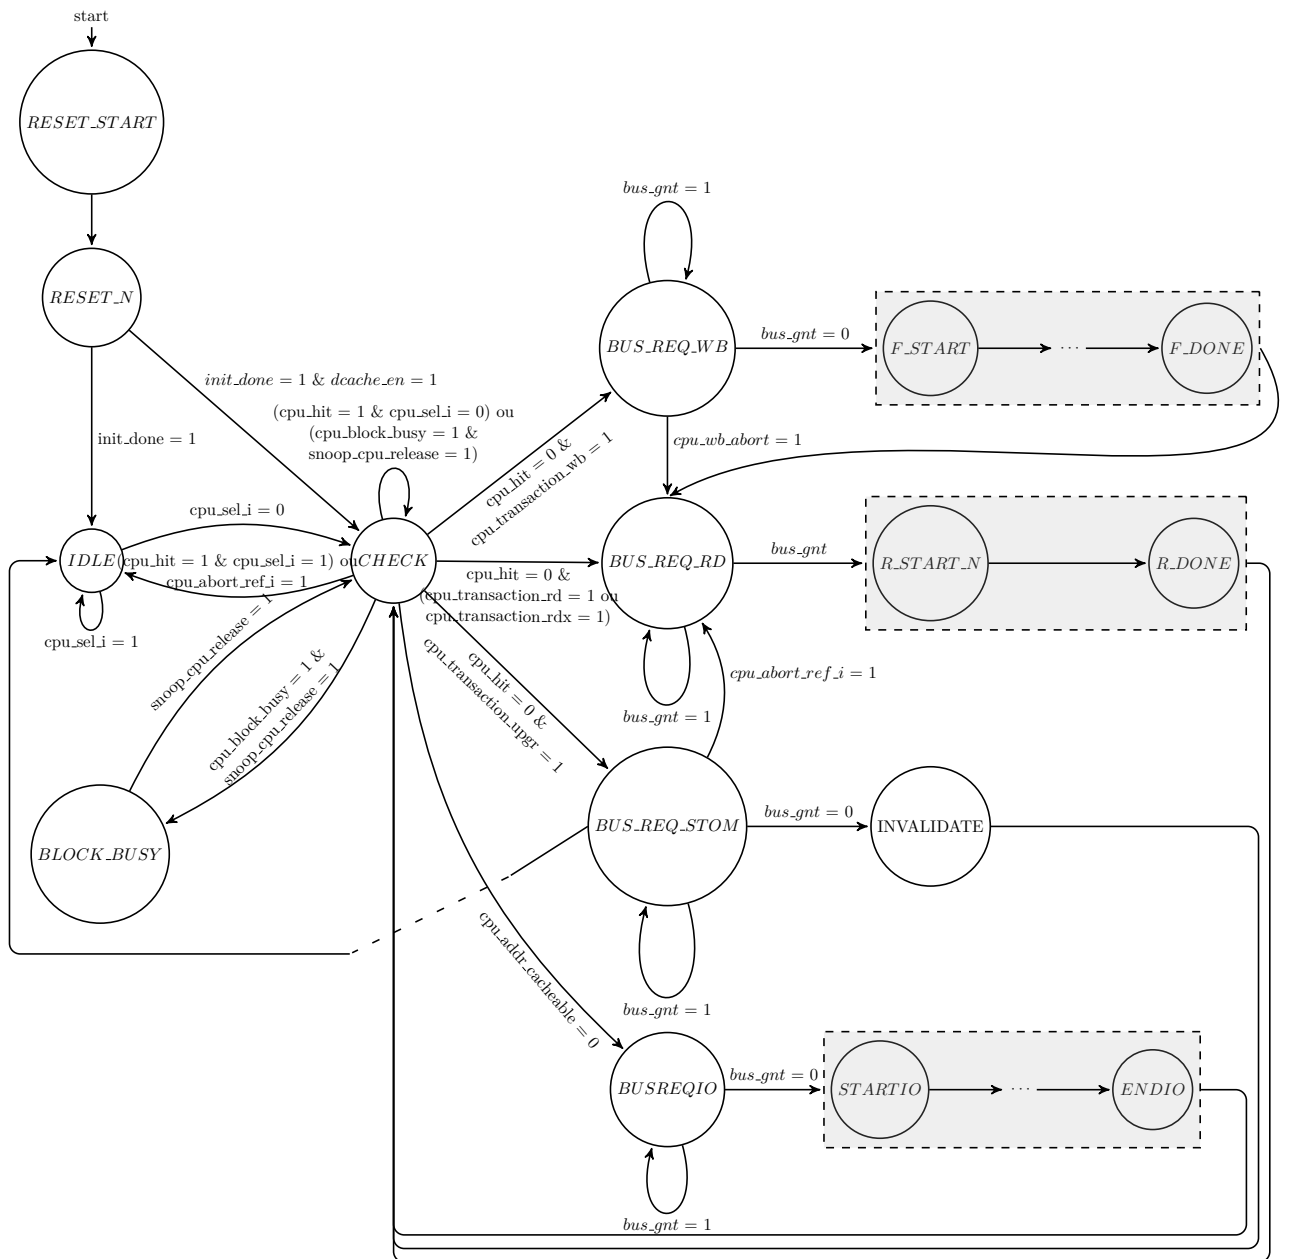 start
RESET_START
RESET_N
init_done = 1 & dcache_en = 1
init_done = 1
bus_gnt = 1
BUS_REQ_WB
bus_gnt = 0
F_START
...
F_DONE
(cpu_hit = 1 & cpu_sel_i = 0) ou
(cpu_block_busy = 1 &
snoop_cpu_release = 1)
cpu_hit = 0 &
cpu_transaction_wb = 1
cpu_wb_abort = 1
cpu_sel_i = 0
IDLE
(cpu_hit = 1 & cpu_sel_i = 1) ou
cpu_abort_ref_i = 1
CHECK
cpu_sel_i = 1
cpu_hit = 0 &
(cpu_transaction_rd = 1 ou
cpu_transaction_rdx = 1)
BUS_REQ_RD
bus_gnt
R_START_N
R_DONE
bus_gnt = 1
snoop_cpu_release = 1
cpu_block_busy = 1 &
snoop_cpu_release = 1
cpu_hit = 0 &
cpu_transaction_upgr = 1
cpu_abort_ref_i = 1
BLOCK_BUSY
BUS_REQ_STOM
bus_gnt = 0
INVALIDATE
bus_gnt = 1
cpu_addr_cacheable = 0
BUSREQIO
bus_gnt = 0
STARTIO
...
ENDIO
bus_gnt = 1